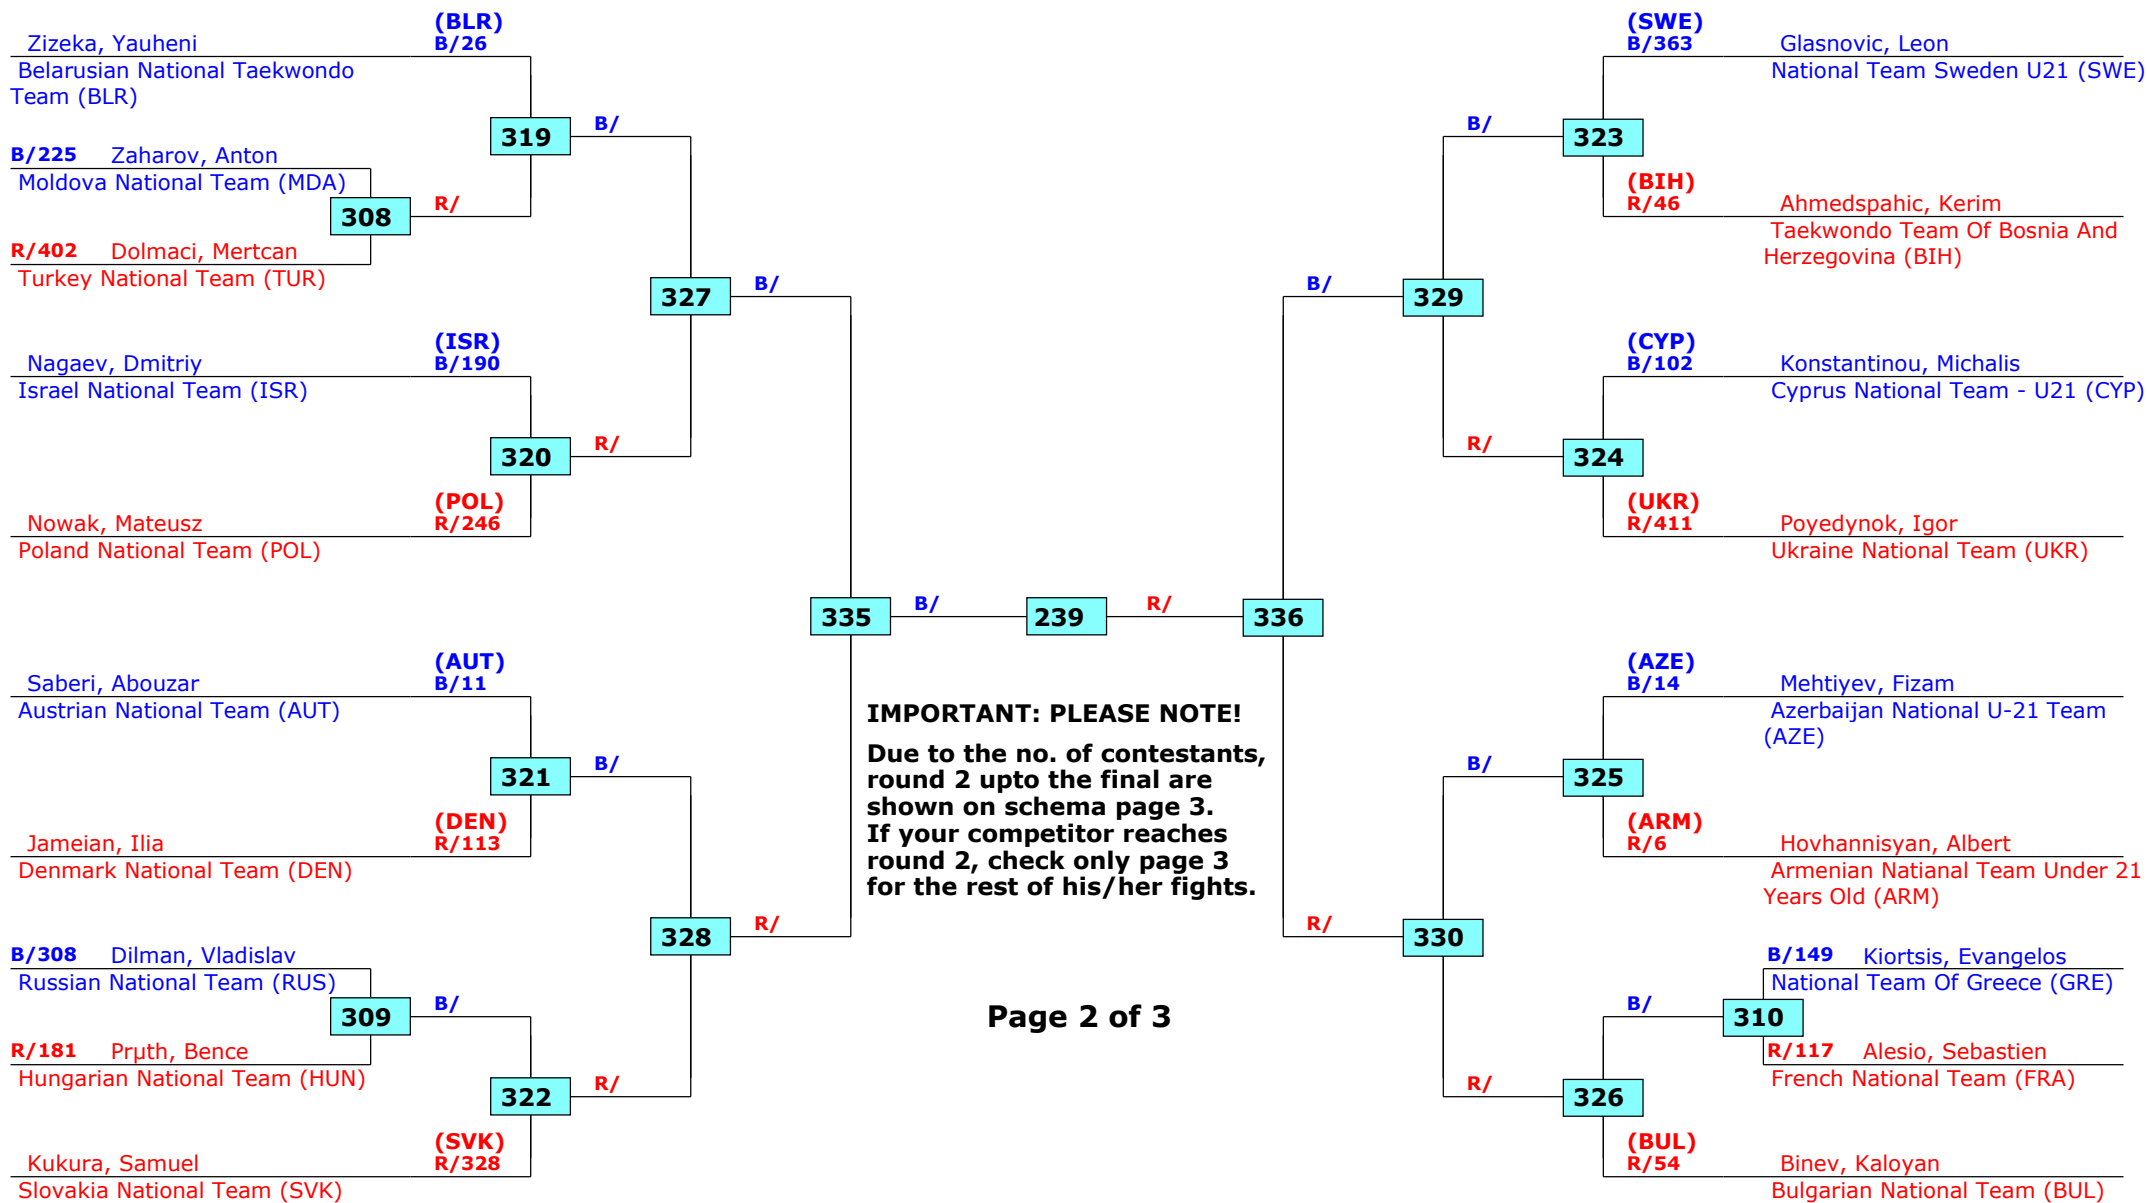 (BLR)
Zizeka, Yauheni B/26
Belarusian National Taekwondo
Team (BLR)
319 B/
B/225 Zaharov, Anton
Moldova National Team (MDA)
308 R/
R/402 Dolmaci, Mertcan
Turkey National Team (TUR)
327 B/
(ISR)
Nagaev, Dmitriy B/190
Israel National Team (ISR)
320 R/
(POL)
Nowak, Mateusz R/246
Poland National Team (POL)
335 B/ 239 R/ 336
(AUT)
Saberi, Abouzar B/11
Austrian National Team (AUT)
321 B/
(DEN)
Jameian, Ilia R/113
Denmark National Team (DEN)
328 R/
B/308 Dilman, Vladislav
Russian National Team (RUS)
309 B/
R/181 Prµth, Bence
Hungarian National Team (HUN)
322 R/
(SVK)
Kukura, Samuel R/328
Slovakia National Team (SVK)
IMPORTANT: PLEASE NOTE!
Due to the no. of contestants,
round 2 upto the final are
shown on schema page 3.
If your competitor reaches
round 2, check only page 3
for the rest of his/her fights.
Page 2 of 3
(SWE)
B/363 Glasnovic, Leon
National Team Sweden U21 (SWE)
B/ 323
(BIH)
R/46 Ahmedspahic, Kerim
Taekwondo Team Of Bosnia And
Herzegovina (BIH)
B/ 329
(CYP)
B/102 Konstantinou, Michalis
Cyprus National Team - U21 (CYP)
R/ 324
(UKR)
R/411 Poyedynok, Igor
Ukraine National Team (UKR)
(AZE)
B/14 Mehtiyev, Fizam
Azerbaijan National U-21 Team
(AZE)
B/ 325
(ARM)
R/6 Hovhannisyan, Albert
Armenian Natianal Team Under 21
Years Old (ARM)
R/ 330
B/149 Kiortsis, Evangelos
National Team Of Greece (GRE)
B/ 310
R/117 Alesio, Sebastien
French National Team (FRA)
R/ 326
(BUL)
R/54 Binev, Kaloyan
Bulgarian National Team (BUL)